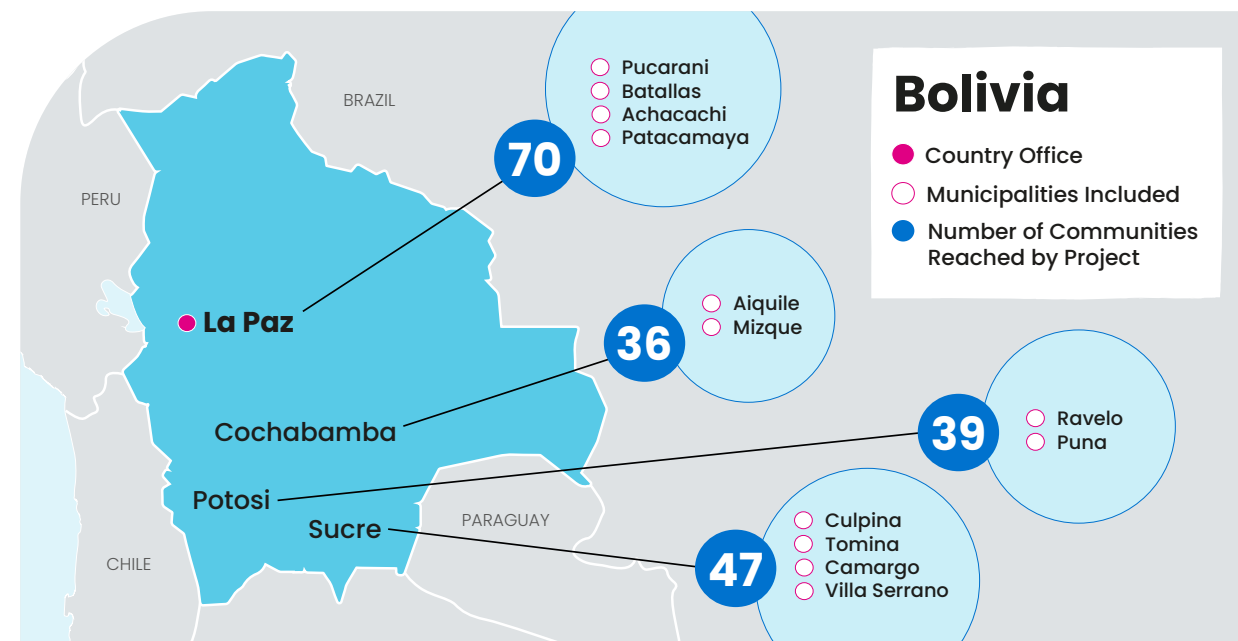 Bolivia
Country Office
Municipalities Included
Number of Communities
Reached by Project
BRAZIL
PERU
CHILE
PARAGUAY
La Paz
70
Pucarani
Batallas
Achacachi
Patacamaya
Cochabamba
36
Aiquile
Mizque
Potosi
39
Ravelo
Puna
Sucre
47
Culpina
Tomina
Camargo
Villa Serrano